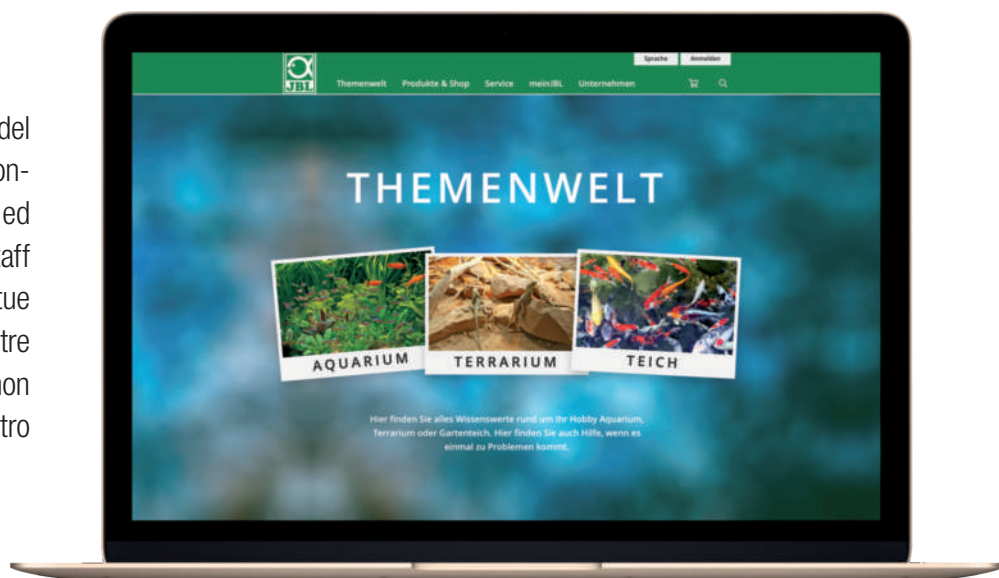 del
on-
ed
aff
tue
tre
non
tro
Sprache Anmelden
JBL
Themenwelt Produkte & Shop Service meinJBL Unternehmen
THEMENWELT
AQUARIUM
TERRARIUM
TEICH
Hier finden Sie alles Wissenswerte rund um Ihr Hobby Aquarium,
Terrarium oder Gartenteich. Hier finden Sie auch Hilfe, wenn es
einmal zu Problemen kommt.